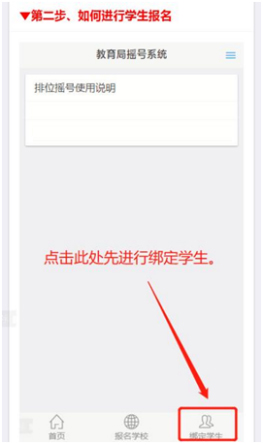 ▼第二步、如何进行学生报名
教育局摇号系统
排位摇号使用说明
点击此处先进行绑定学生。
首页
报名学校
绑定学生